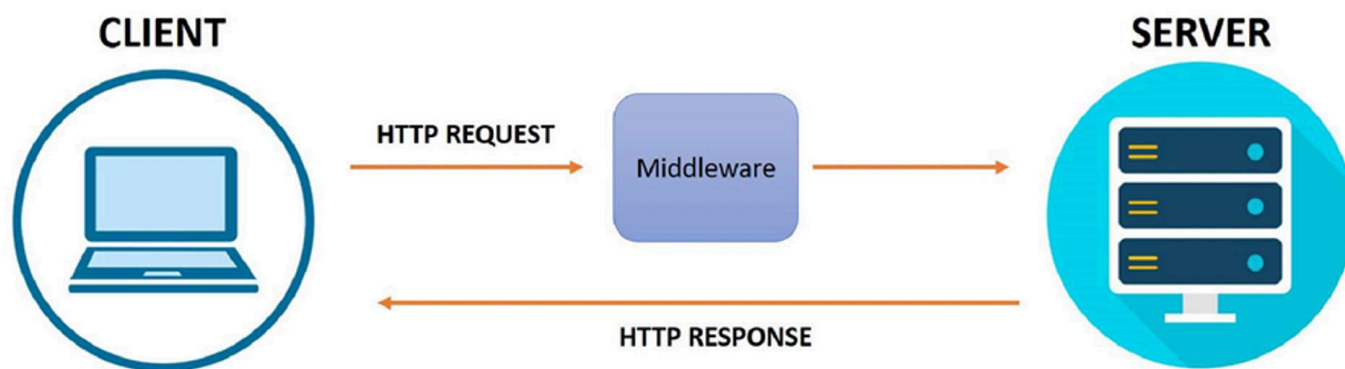 CLIENT
SERVER
HTTP REQUEST
Middleware
HTTP RESPONSE